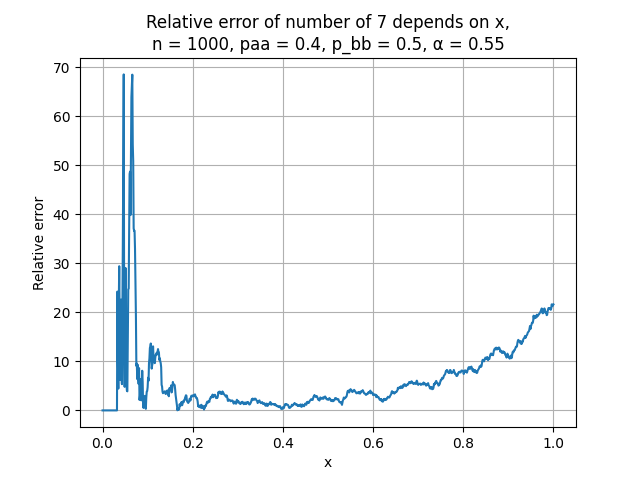 Relative error of number of 7 depends on x,
n = 1000, paa = 0.4, p_bb = 0.5, α = 0.55
70
60
50
40
30
20
10
0
Relative error
0.0 0.2 0.4 0.6 0.8 1.0
x